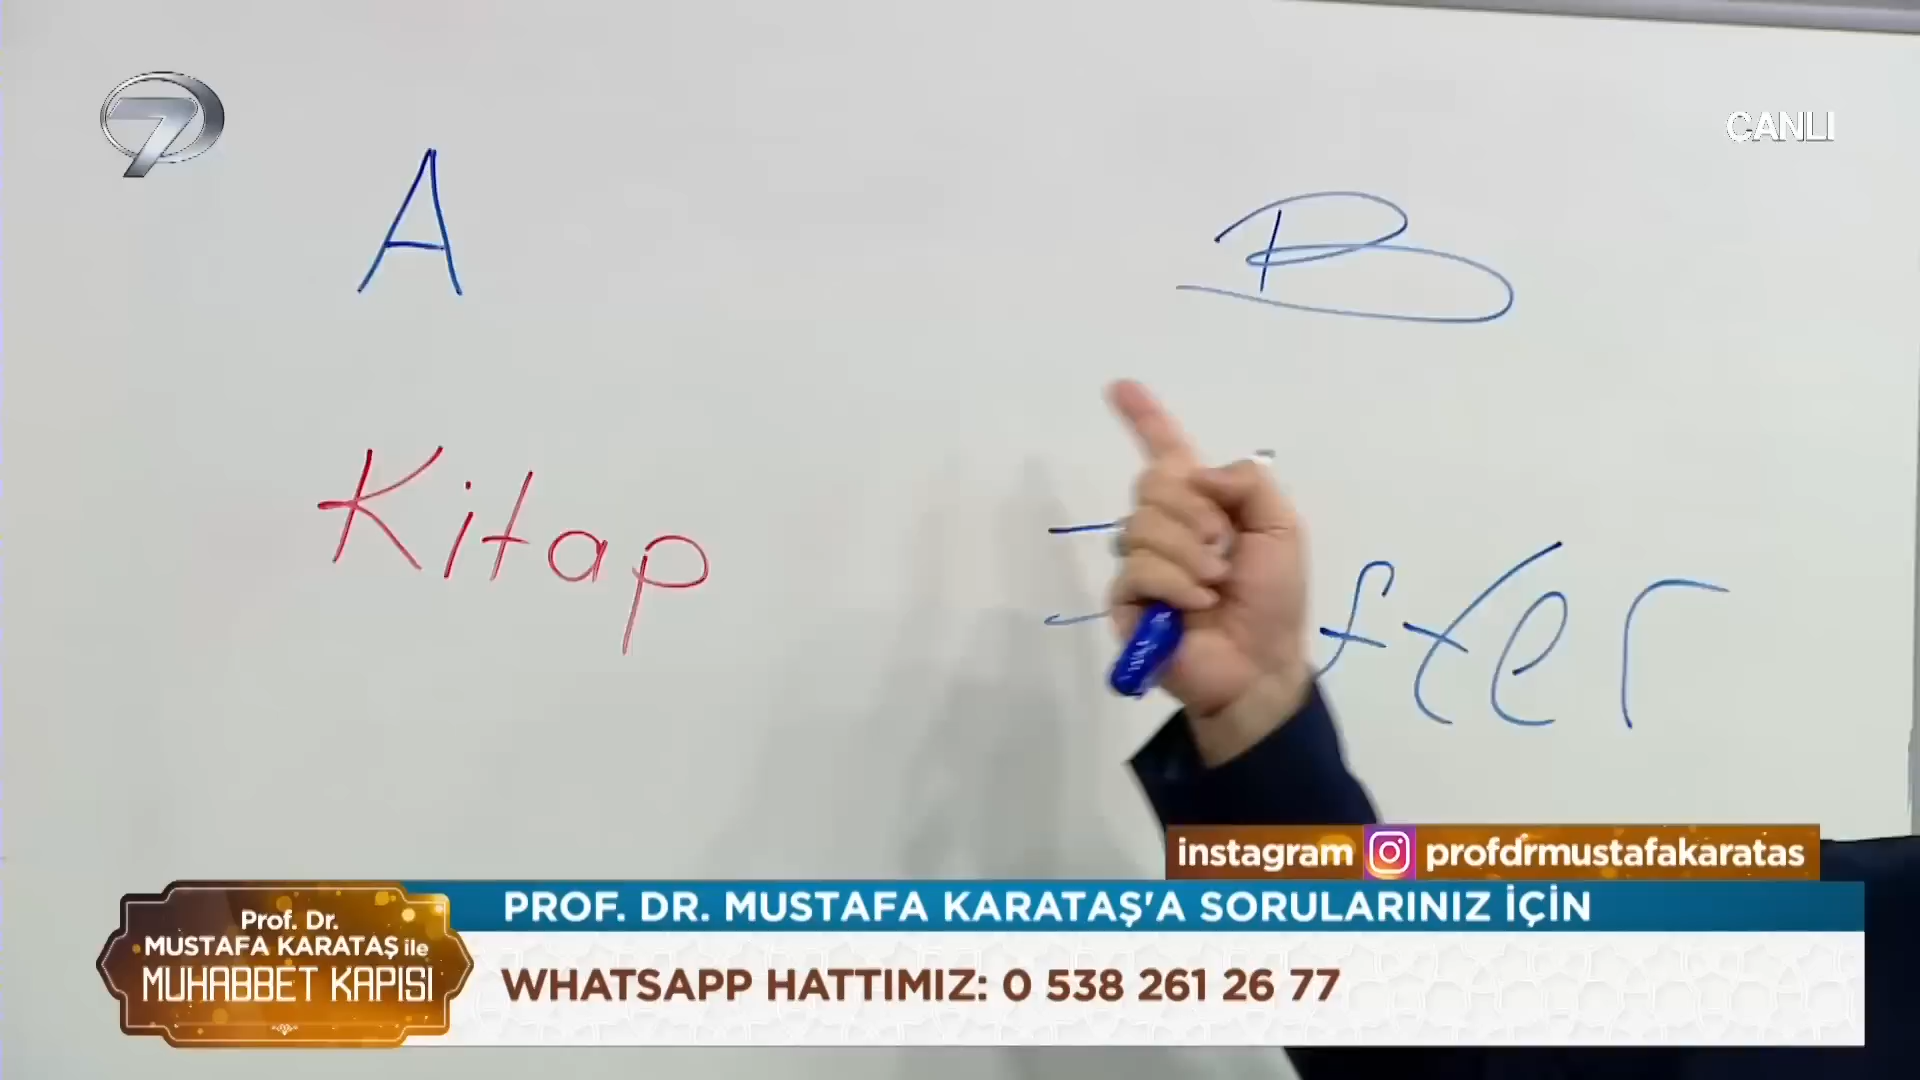 7
CANLI
A
B
Kitap
fter
instagram profdrmustafakaratas
PROF. DR. MUSTAFA KARATAŞ'A SORULARINIZ İÇİN
Prof. Dr.
MUSTAFA KARATAŞ ile
MUHABBET KAPISI
WHATSAPP HATTIMIZ: 0 538 261 26 77